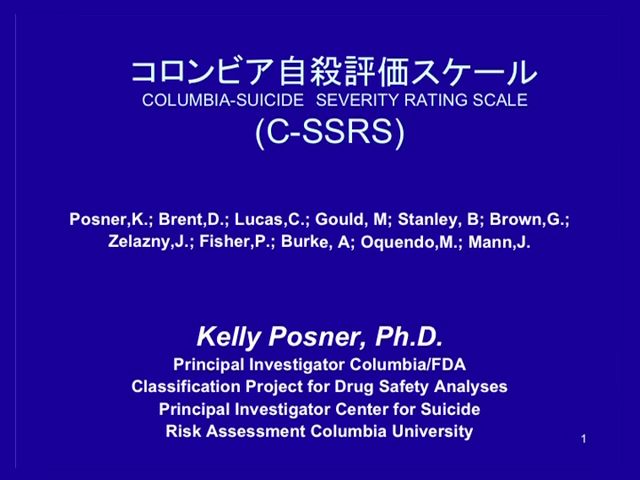 コロンビア自殺評価スケール
COLUMBIA-SUICIDE SEVERITY RATING SCALE
(C-SSRS)
Posner,K.; Brent,D.; Lucas,C.; Gould, M; Stanley, B; Brown,G.;
Zelazny,J.; Fisher,P.; Burke, A; Oquendo,M.; Mann,J.
Kelly Posner, Ph.D.
Principal Investigator Columbia/FDA
Classification Project for Drug Safety Analyses
Principal Investigator Center for Suicide
Risk Assessment Columbia University
1